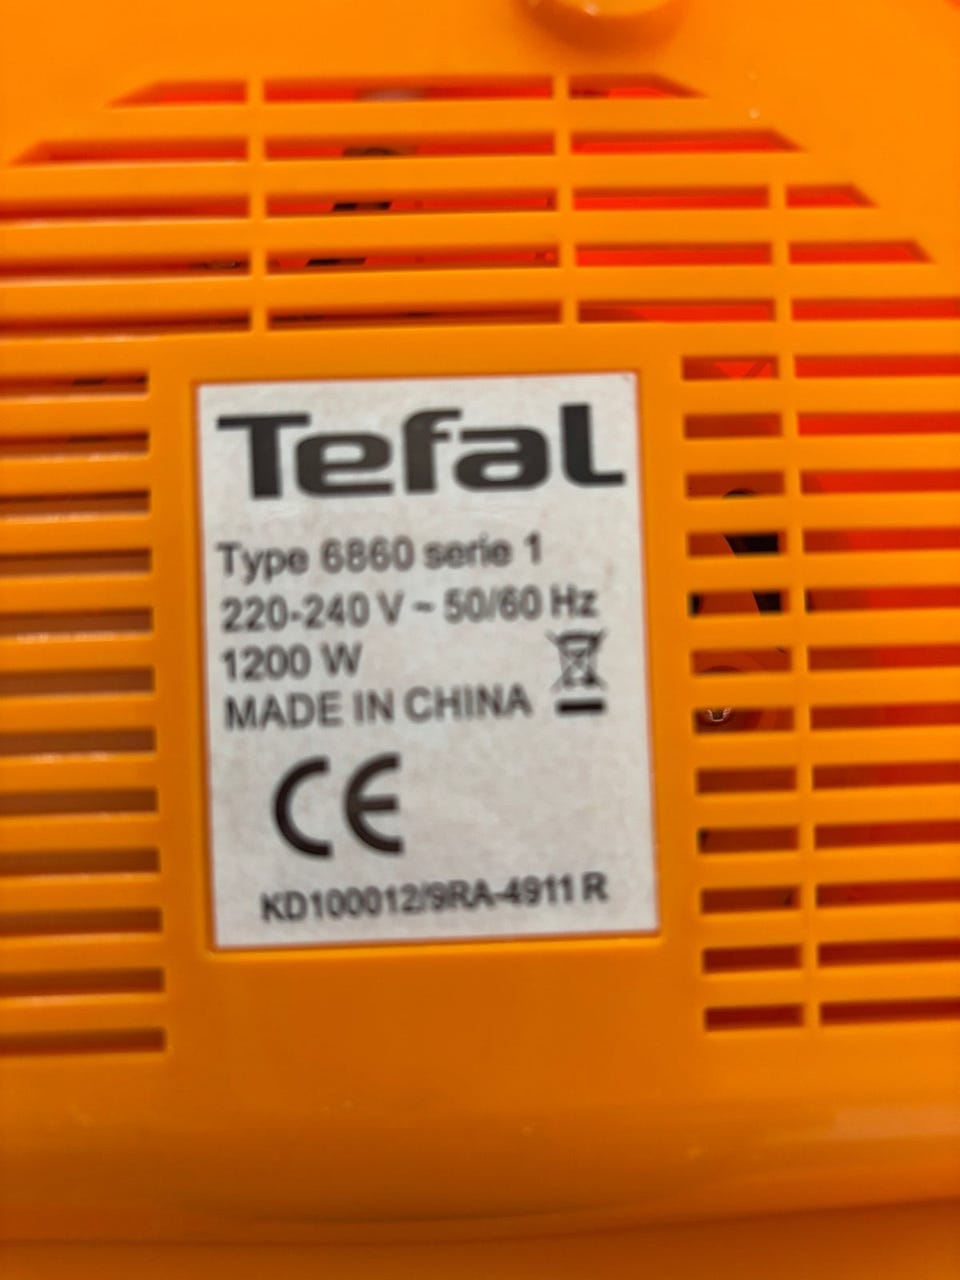 Tefal
Type 6860 serie 1
220-240 V ~ 50/60 Hz
1200 W
MADE IN CHINA
CE
KD100012/9RA-4911 R